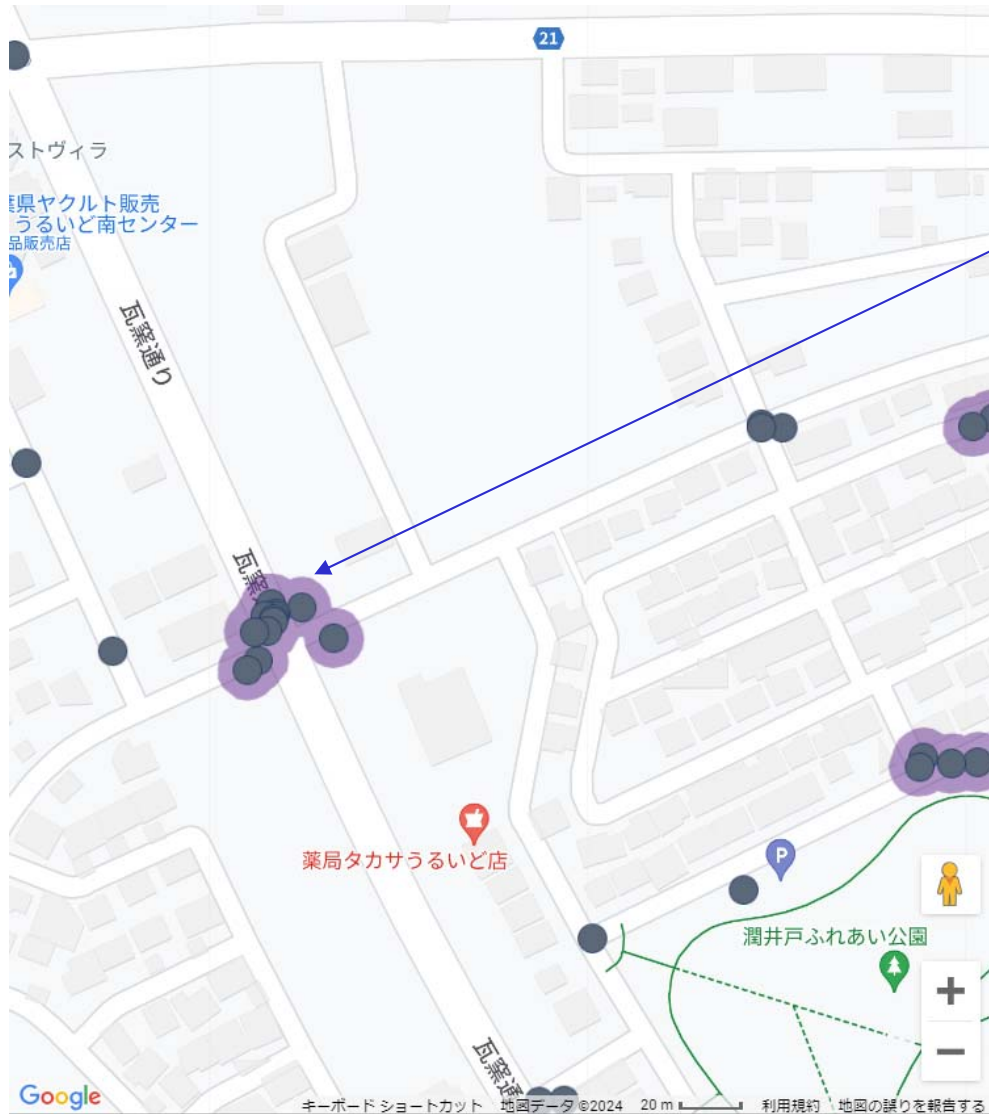 21
ストヴィラ
葉県ヤクルト販売
うるいど南センター
品販売店
瓦窯通り
瓦窯
薬局タカサうるいど店
P
潤井戸ふれあい公園
瓦窯通
+
−
Google
キーボード ショートカット 地図データ ©2024 20 m 利用規約 地図の誤りを報告する